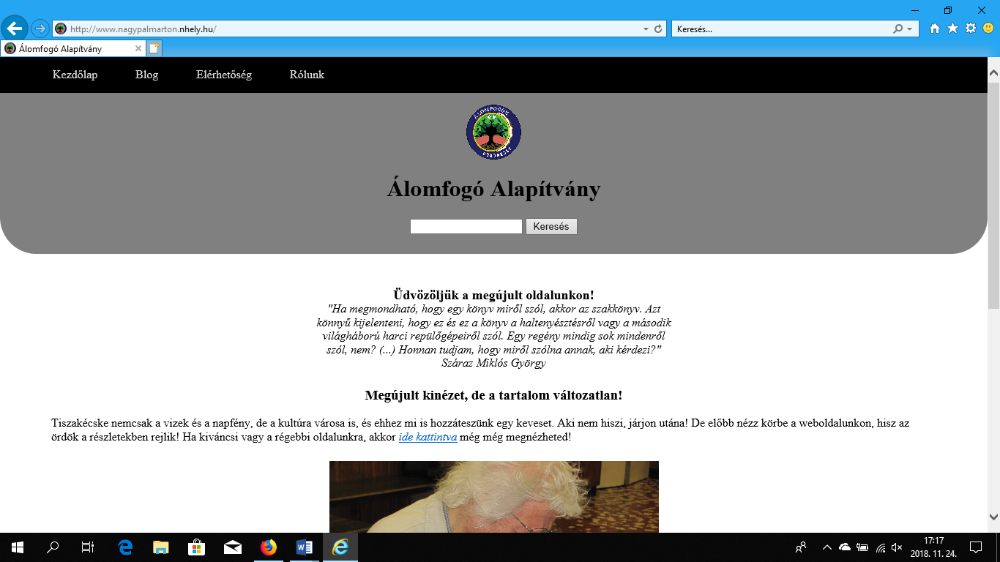 http://www.nagypalmarton.nhely.hu/
Keresés...
Álomfogó Alapítvány
Kezdőlap
Blog
Elérhetőség
Rólunk
ÁLOMFOGÓK
Álomfogó Alapítvány
Keresés
Üdvözöljük a megújult oldalunkon!
"Ha megmondható, hogy egy könyv miről szól, akkor az szakkönyv. Azt
könnyű kijelenteni, hogy ez és ez a könyv a haltenyésztésről vagy a második
világháború harci repülőgépeiről szól. Egy regény mindig sok mindenről
szól, nem? (...) Honnan tudjam, hogy miről szólna annak, aki kérdezi?"
Száraz Miklós György
Megújult kinézet, de a tartalom változatlan!
Tiszakécske nemcsak a vizek és a napfény, de a kultúra városa is, és ehhez mi is hozzáteszünk egy keveset. Aki nem hiszi, járjon utána! De előbb nézz körbe a weboldalunkon, hisz az
ördök a részletekben rejlik! Ha kiváncsi vagy a régebbi oldalunkra, akkor ide kattintva még még megnézheted!
17:17
2018. 11. 24.